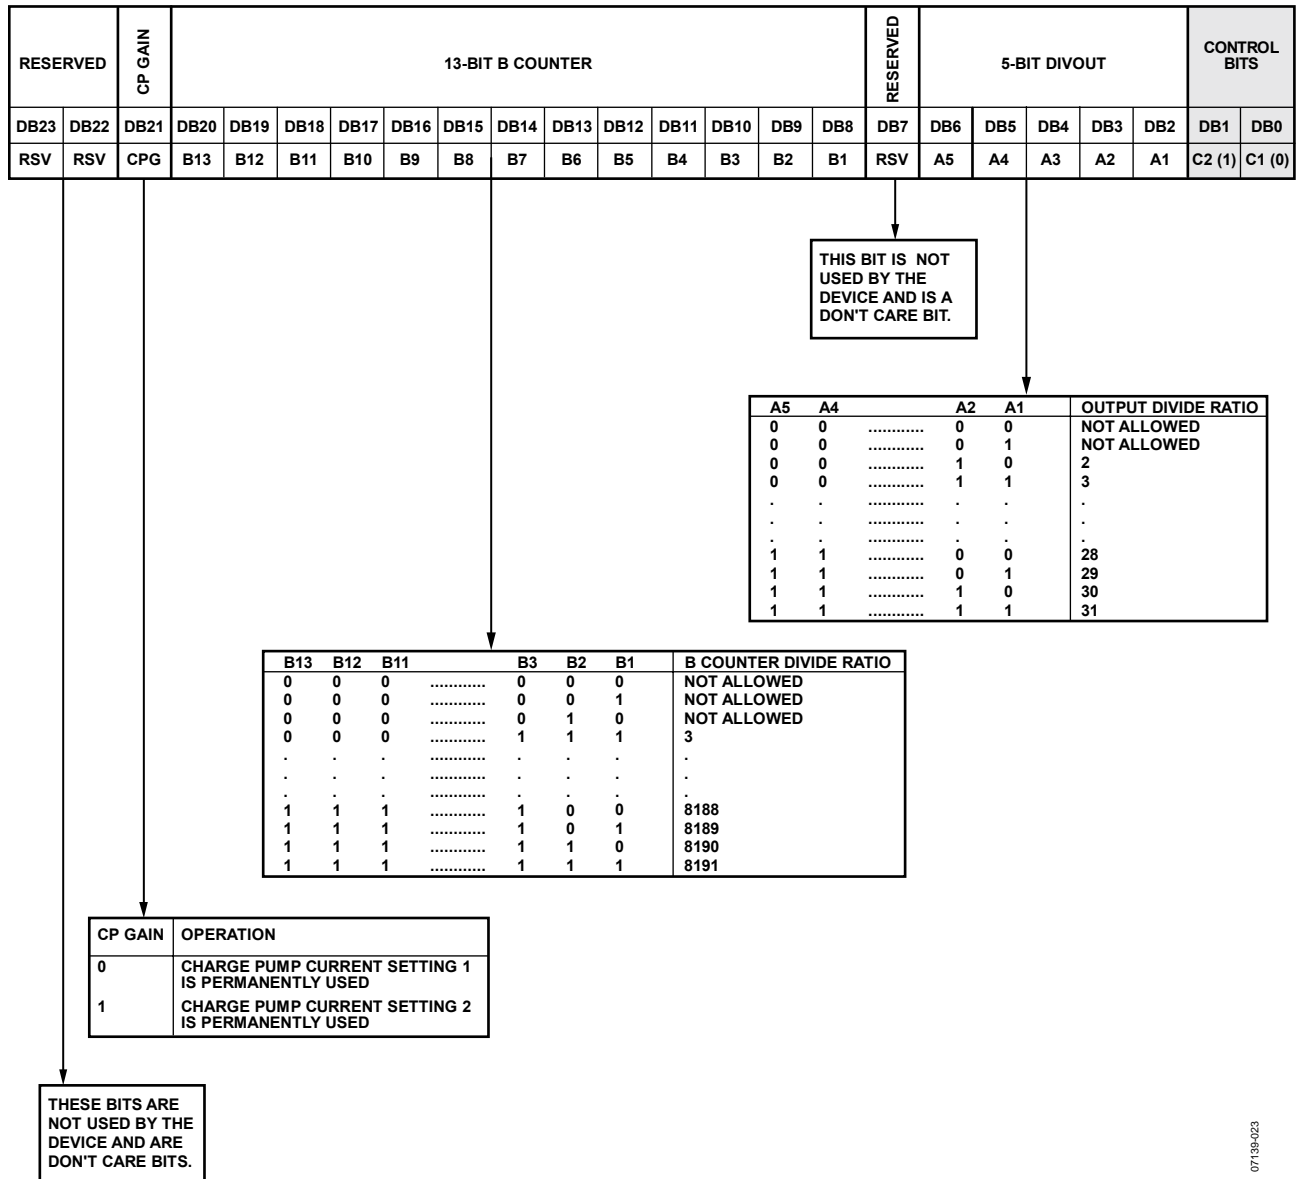 RESERVED CP GAIN 13-BIT B COUNTER RESERVED 5-BIT DIVOUT CONTROL BITS
DB23 DB22 DB21 DB20 DB19 DB18 DB17 DB16 DB15 DB14 DB13 DB12 DB11 DB10 DB9 DB8 DB7 DB6 DB5 DB4 DB3 DB2 DB1 DB0
RSV RSV CPG B13 B12 B11 B10 B9 B8 B7 B6 B5 B4 B3 B2 B1 RSV A5 A4 A3 A2 A1 C2 (1) C1 (0)
THIS BIT IS NOT
USED BY THE
DEVICE AND IS A
DON'T CARE BIT.
A5 A4 A2 A1 OUTPUT DIVIDE RATIO
0 0 ............ 0 0 NOT ALLOWED
0 0 ............ 0 1 NOT ALLOWED
0 0 ............ 1 0 2
0 0 ............ 1 1 3
. . ............ . . .
. . ............ . . .
. . ............ . . .
1 1 ............ 0 0 28
1 1 ............ 0 1 29
1 1 ............ 1 0 30
1 1 ............ 1 1 31
B13 B12 B11 B3 B2 B1 B COUNTER DIVIDE RATIO
0 0 0 ............ 0 0 0 NOT ALLOWED
0 0 0 ............ 0 0 1 NOT ALLOWED
0 0 0 ............ 0 1 0 NOT ALLOWED
0 0 0 ............ 1 1 1 3
. . . ............ . . . .
. . . ............ . . . .
. . . ............ . . . .
1 1 1 ............ 1 0 0 8188
1 1 1 ............ 1 0 1 8189
1 1 1 ............ 1 1 0 8190
1 1 1 ............ 1 1 1 8191
CP GAIN OPERATION
0 CHARGE PUMP CURRENT SETTING 1
IS PERMANENTLY USED
1 CHARGE PUMP CURRENT SETTING 2
IS PERMANENTLY USED
THESE BITS ARE
NOT USED BY THE
DEVICE AND ARE
DON'T CARE BITS.
07139-023